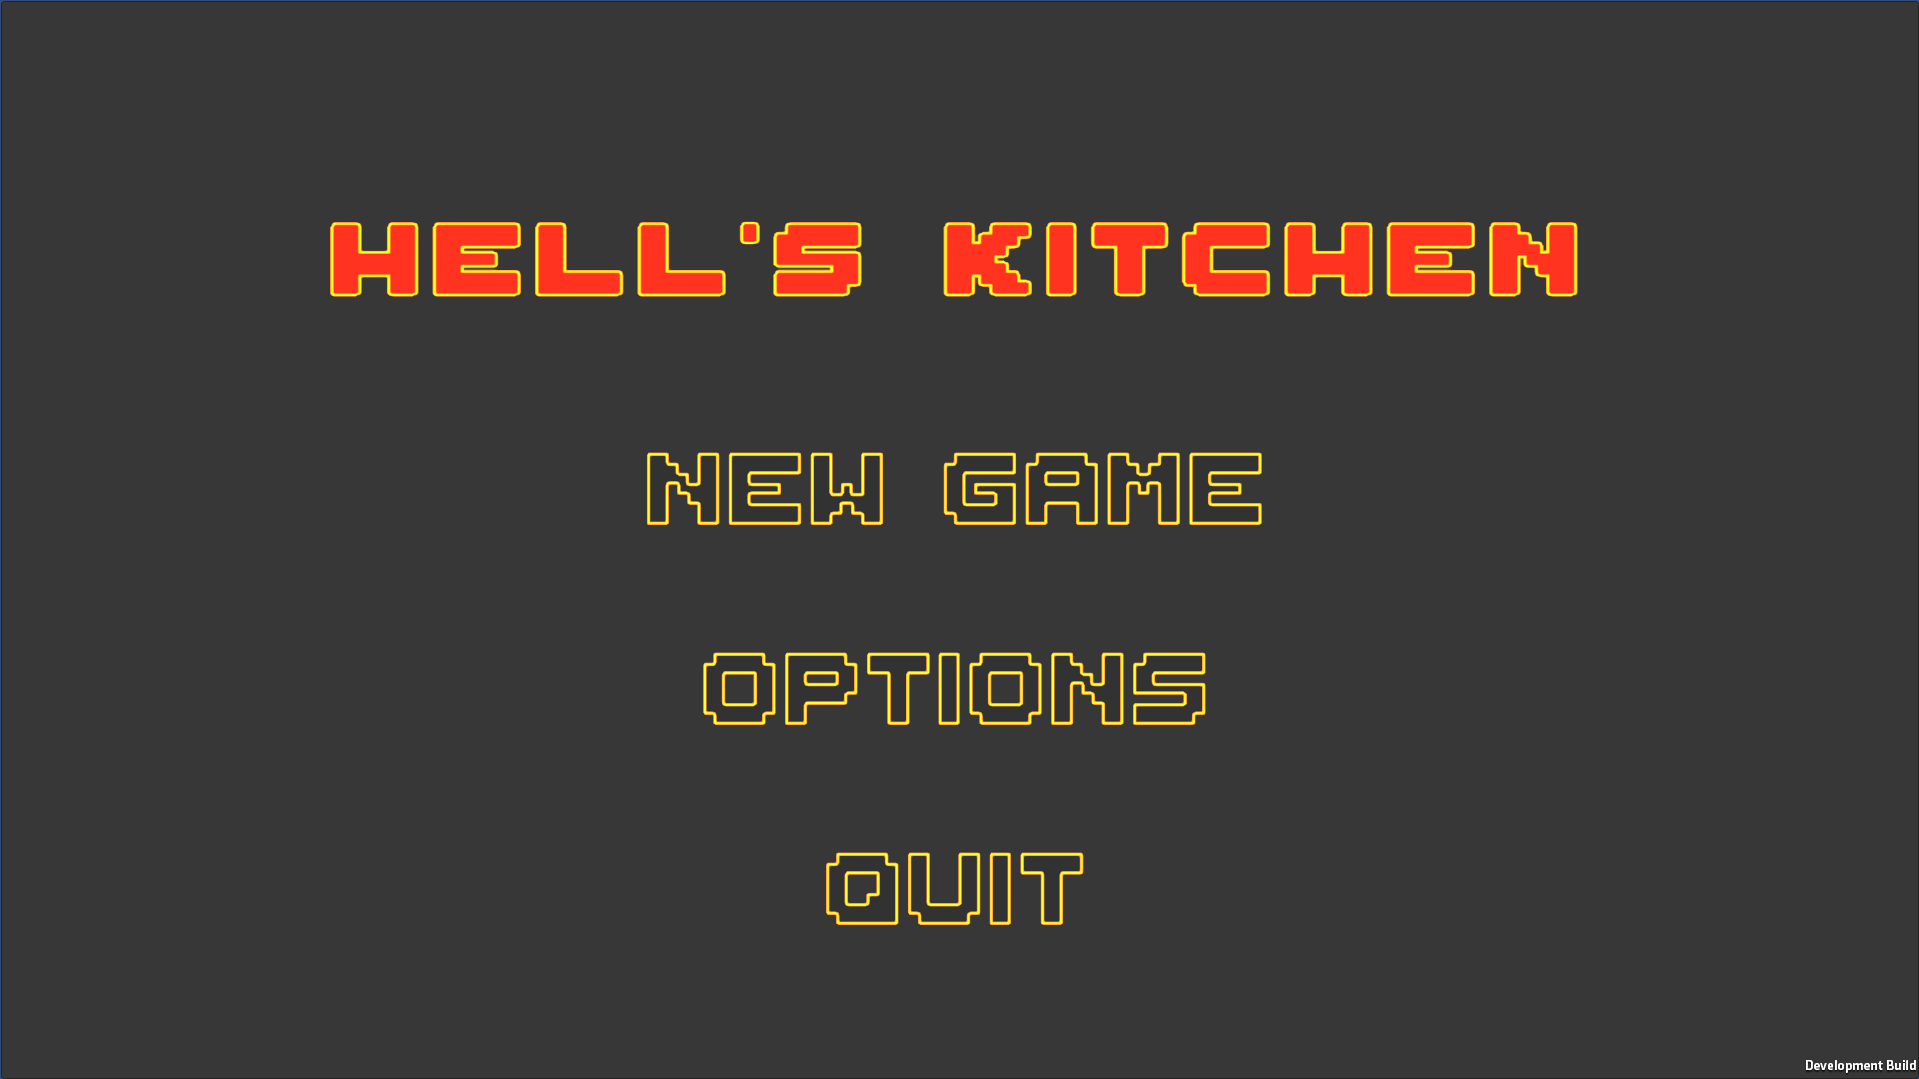 HELL'S KITCHEN
NEW GAME
OPTIONS
QUIT
Development Build